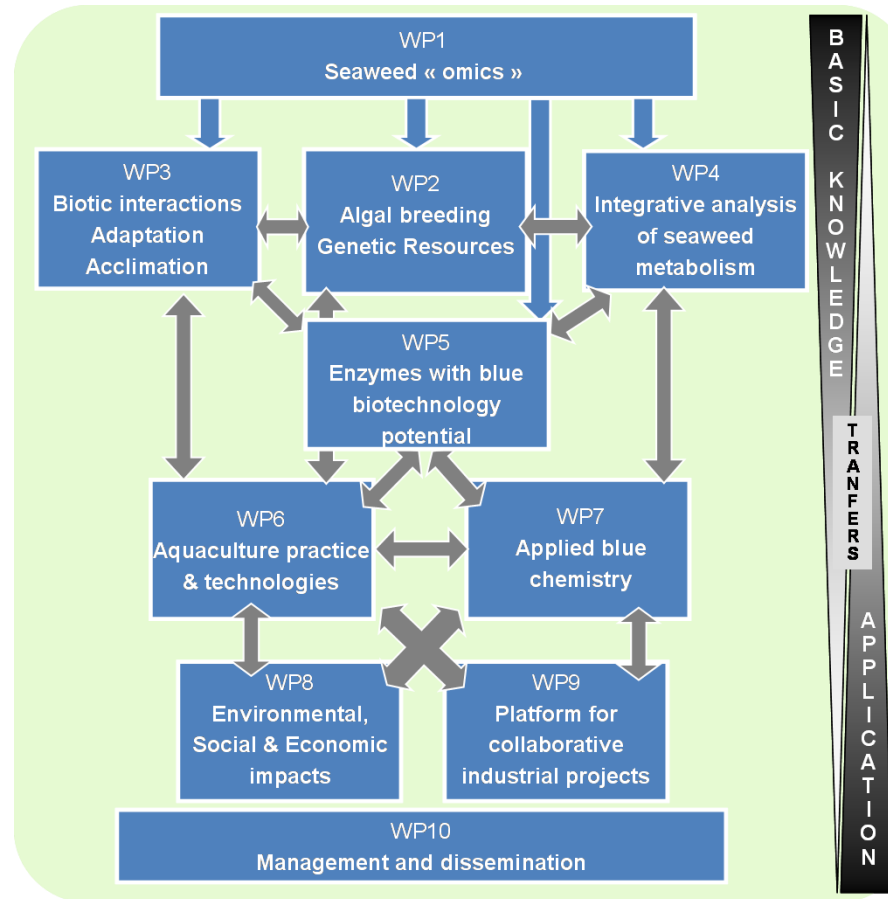 WP1
Seaweed « omics »
WP3
Biotic interactions
Adaptation
Acclimation
WP2
Algal breeding
Genetic Resources
WP4
Integrative analysis
of seaweed
metabolism
WP5
Enzymes with blue
biotechnology
potential
WP6
Aquaculture practice
& technologies
WP7
Applied blue
chemistry
WP8
Environmental,
Social & Economic
impacts
WP9
Platform for
collaborative
industrial projects
WP10
Management and dissemination
BASIC KNOWLEDGE
TRANFERS
APPLICATION